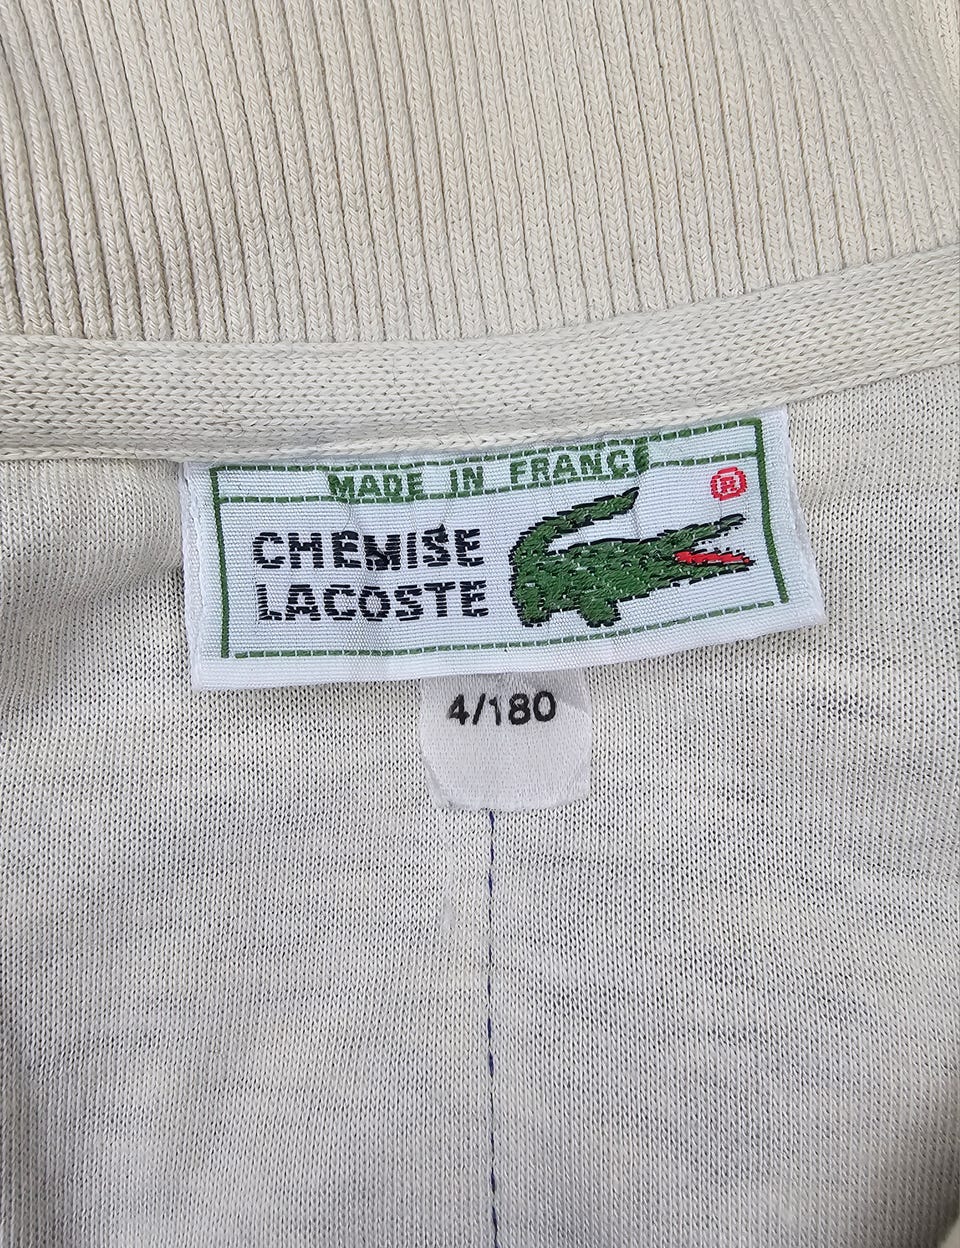 MADE IN FRANCE
®
CHEMISE
LACOSTE
4/180